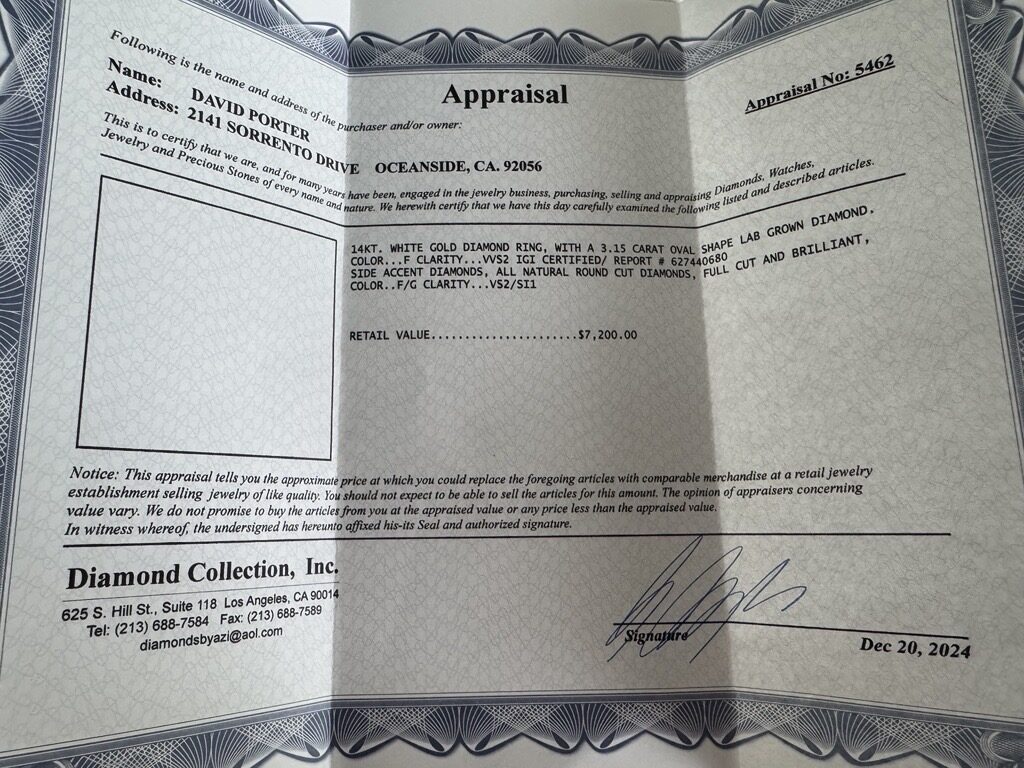 Appraisal
Appraisal No: 5462
Following is the name and address of the purchaser and/or owner:
Name: DAVID PORTER
Address: 2141 SORRENTO DRIVE OCEANSIDE, CA. 92056
This is to certify that we are, and for many years have been, engaged in the jewelry business, purchasing, selling and appraising Diamonds, Watches,
Jewelry and Precious Stones of every name and nature. We herewith certify that we have this day carefully examined the following listed and described articles.
14KT. WHITE GOLD DIAMOND RING, WITH A 3.15 CARAT OVAL SHAPE LAB GROWN DIAMOND.
COLOR...F CLARITY...VVS2 IGI CERTIFIED/ REPORT # 627440680
SIDE ACCENT DIAMONDS, ALL NATURAL ROUND CUT DIAMONDS, FULL CUT AND BRILLIANT,
COLOR..F/G CLARITY...VS2/SI1
RETAIL VALUE......................$7,200.00
Notice: This appraisal tells you the approximate price at which you could replace the foregoing articles with comparable merchandise at a retail jewelry
establishment selling jewelry of like quality. You should not expect to be able to sell the articles for this amount. The opinion of appraisers concerning
value vary. We do not promise to buy the articles from you at the appraised value or any price less than the appraised value.
In witness whereof, the undersigned has hereunto affixed his-its Seal and authorized signature.
Diamond Collection, Inc.
625 S. Hill St., Suite 118 Los Angeles, CA 90014
Tel: (213) 688-7584 Fax: (213) 688-7589
diamondsbyazi@aol.com
Signature
Dec 20, 2024